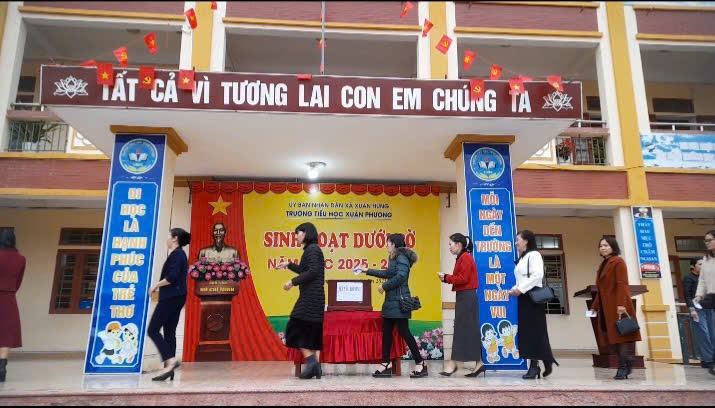 TẤT CẢ VÌ TƯƠNG LAI CON EM CHÚNG TA
ĐI
HỌC LÀ
HẠNH
PHÚC
CỦA
TRẺ
THƠ
ỦY BAN NHÂN DÂN XÃ XUÂN HƯNG
TRƯỜNG TIỂU HỌC XUÂN PHƯƠNG
SINH HOẠT DƯỚI CỜ
2025 - 2
MỖI
NGÀY
ĐẾN
TRƯỜNG
LÀ
MỘT
NGÀY
VUI